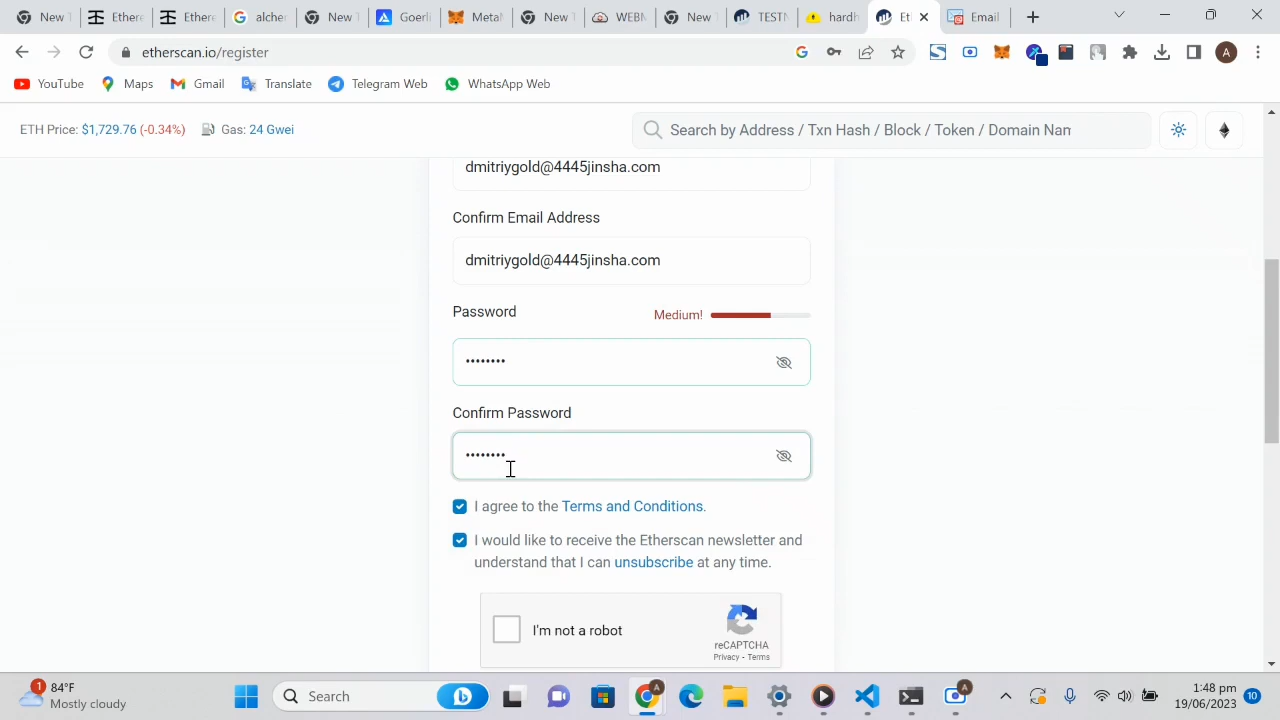 New T
Ethere
Ethere
alcher
New T
Goerli
Metal
New T
WEBM
New T
TESTN
hardh
Et
Email
etherscan.io/register
A
YouTube
Maps
Gmail
Translate
Telegram Web
WhatsApp Web
ETH Price: $1,729.76 (-0.34%)
Gas: 24 Gwei
Search by Address / Txn Hash / Block / Token / Domain Nan
dmitriygold@4445jinsha.com
Confirm Email Address
dmitriygold@4445jinsha.com
Password
Medium!
••••••••
Confirm Password
••••••••
I agree to the Terms and Conditions.
I would like to receive the Etherscan newsletter and
understand that I can unsubscribe at any time.
I'm not a robot
reCAPTCHA
Privacy - Terms
1
84°F
Mostly cloudy
Search
A
A
1:48 pm
19/06/2023
10